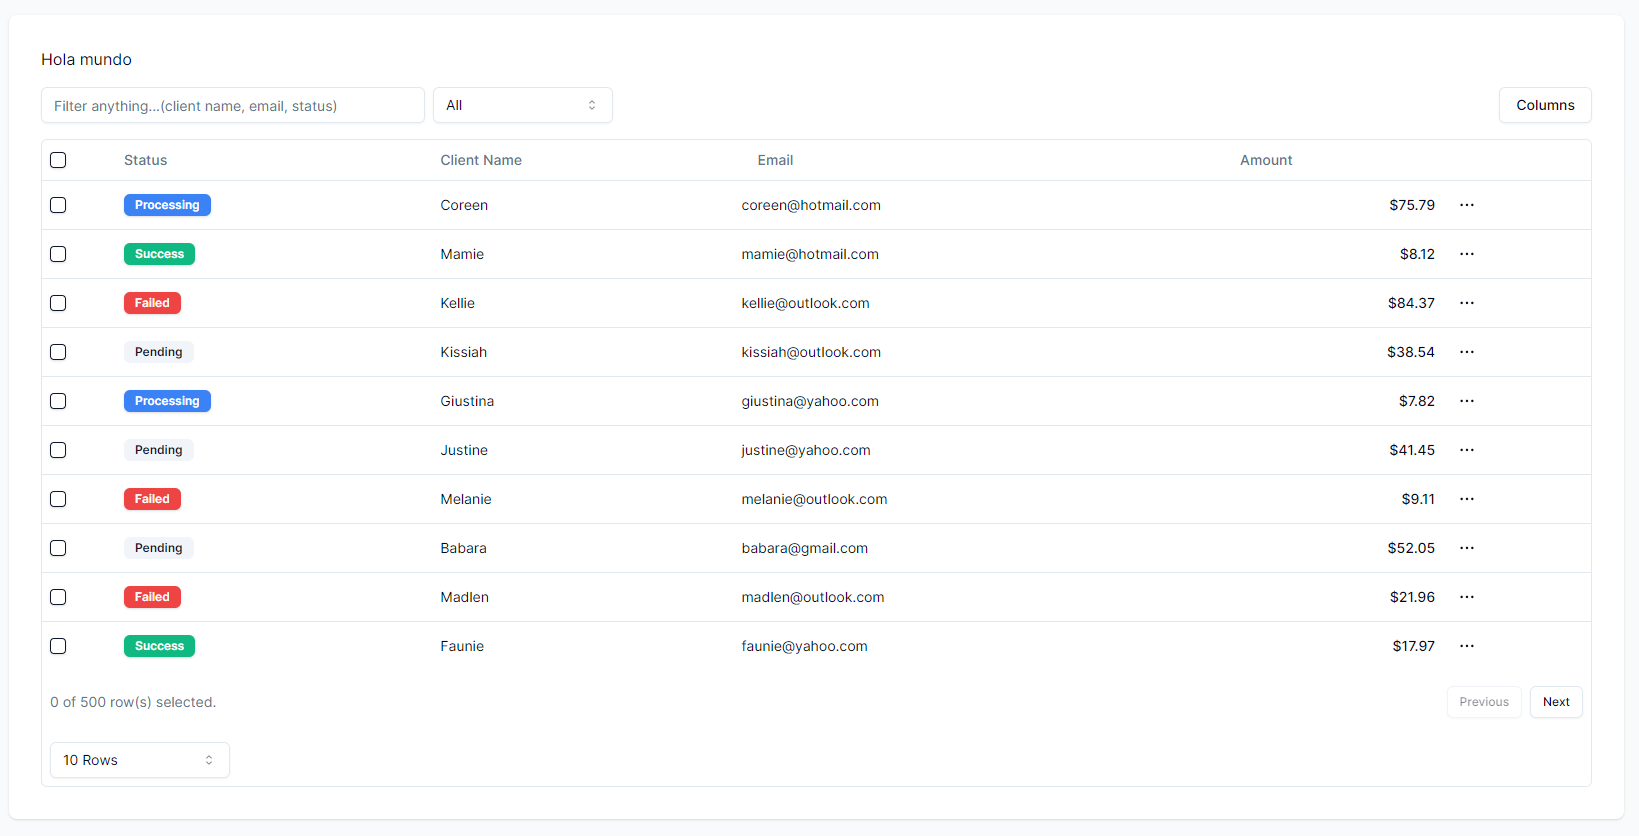 Hola mundo
Filter anything...(client name, email, status) All Columns
Status Client Name Email Amount
Processing Coreen coreen@hotmail.com $75.79 ...
Success Mamie mamie@hotmail.com $8.12 ...
Failed Kellie kellie@outlook.com $84.37 ...
Pending Kissiah kissiah@outlook.com $38.54 ...
Processing Giustina giustina@yahoo.com $7.82 ...
Pending Justine justine@yahoo.com $41.45 ...
Failed Melanie melanie@outlook.com $9.11 ...
Pending Babara babara@gmail.com $52.05 ...
Failed Madlen madlen@outlook.com $21.96 ...
Success Faunie faunie@yahoo.com $17.97 ...
0 of 500 row(s) selected. Previous Next
10 Rows